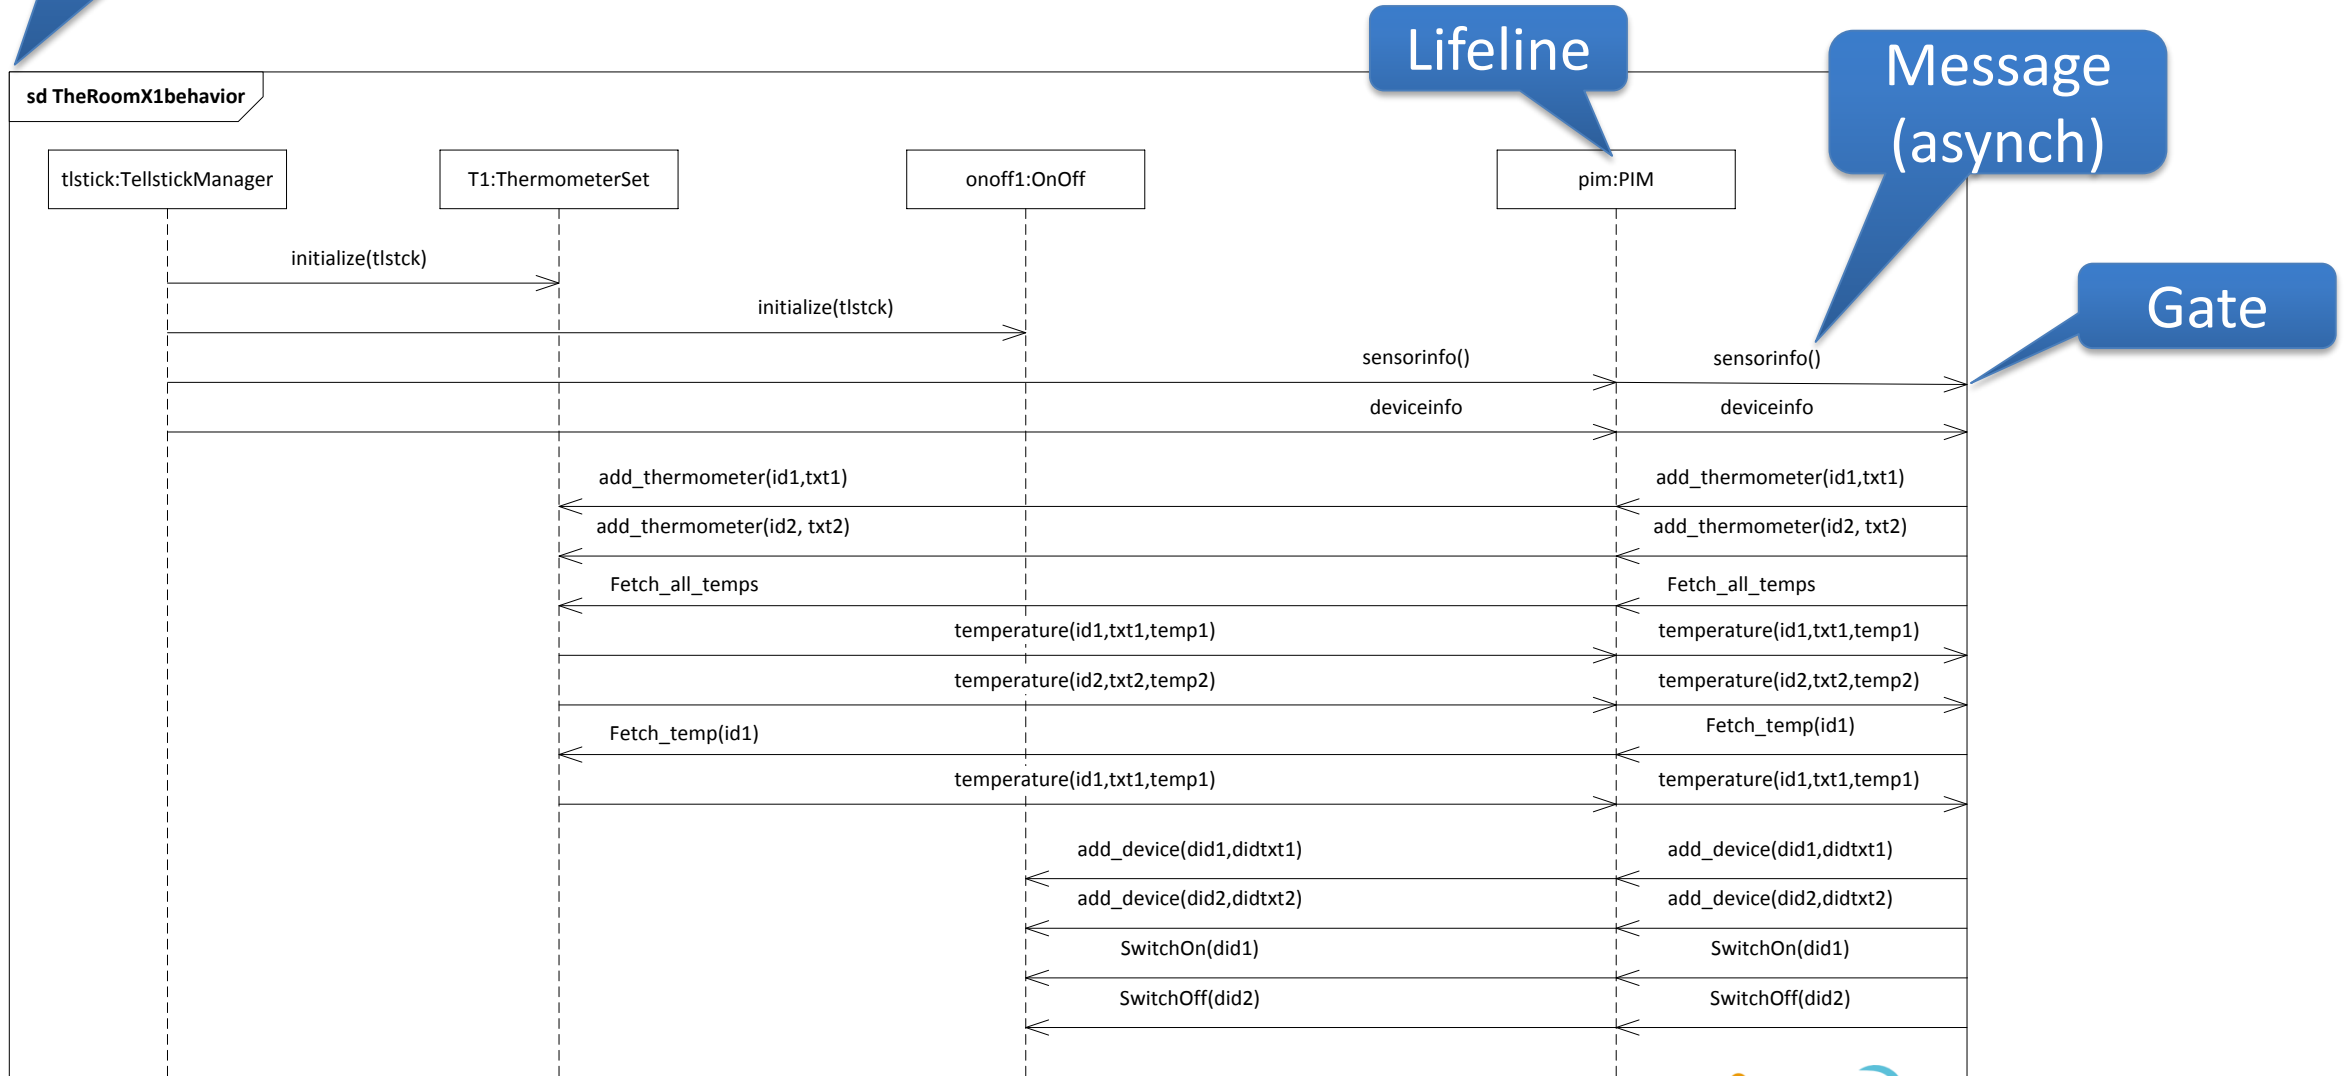 Lifeline
Message
(asynch)
sd TheRoomX1behavior
tlstick:TellstickManager
T1:ThermometerSet
onoff1:OnOff
pim:PIM
initialize(tlstck)
Gate
initialize(tlstck)
sensorinfo()
sensorinfo()
deviceinfo
deviceinfo
add_thermometer(id1,txt1)
add_thermometer(id1,txt1)
add_thermometer(id2, txt2)
add_thermometer(id2, txt2)
Fetch_all_temps
Fetch_all_temps
temperature(id1,txt1,temp1)
temperature(id1,txt1,temp1)
temperature(id2,txt2,temp2)
temperature(id2,txt2,temp2)
Fetch_temp(id1)
Fetch_temp(id1)
temperature(id1,txt1,temp1)
temperature(id1,txt1,temp1)
add_device(did1,didtxt1)
add_device(did1,didtxt1)
add_device(did2,didtxt2)
add_device(did2,didtxt2)
SwitchOn(did1)
SwitchOn(did1)
SwitchOff(did2)
SwitchOff(did2)